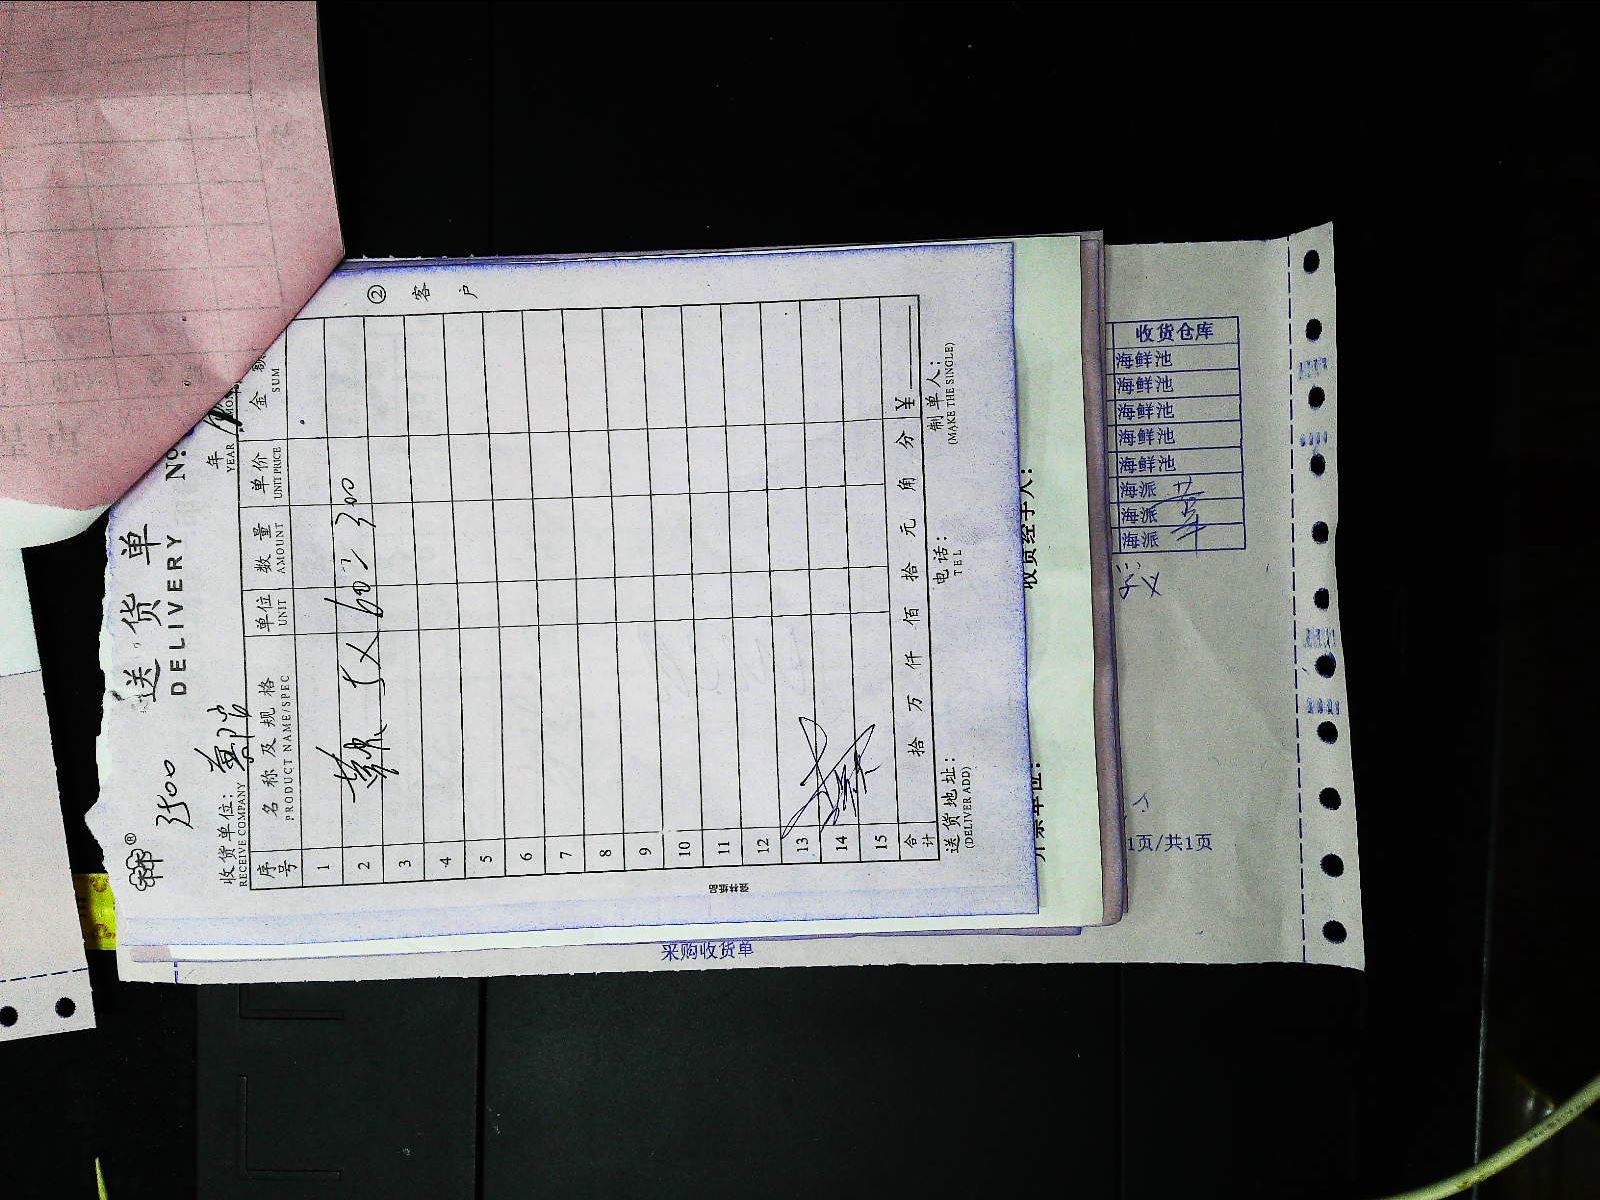 3500
送货单
DELIVERY No.
收货单位：
RECEIVE COMPANY
年
YEAR
② 客户
序号 名称及规格 单位 数量 单价 金额
PRODUCT NAME/SPEC UNIT AMOUNT UNIT PRICE SUM
1
2 300
3
4
5
6
7
8
9
10
11
12
13
14
15
合计 拾 万 仟 佰 拾 元 角 分 ¥
送货地址： 电话： 制单人：
(DELIVER ADD) TEL (MAKE THE SINGLE)
收货经手人：
收货仓库
海鲜池
海鲜池
海鲜池
海鲜池
海鲜池
海派
海派
海派
1页/共1页
采购收货单